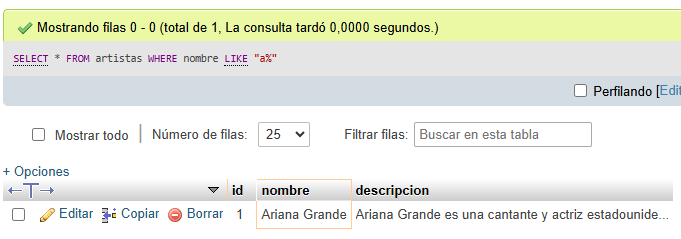 Mostrando filas 0 - 0 (total de 1, La consulta tardó 0,0000 segundos.)
SELECT * FROM artistas WHERE nombre LIKE "a%"
Perfilando [Edit
Mostrar todo Número de filas: 25 Filtrar filas: Buscar en esta tabla
+ Opciones
←T→ id nombre descripcion
Editar Copiar Borrar 1 Ariana Grande Ariana Grande es una cantante y actriz estadounide...